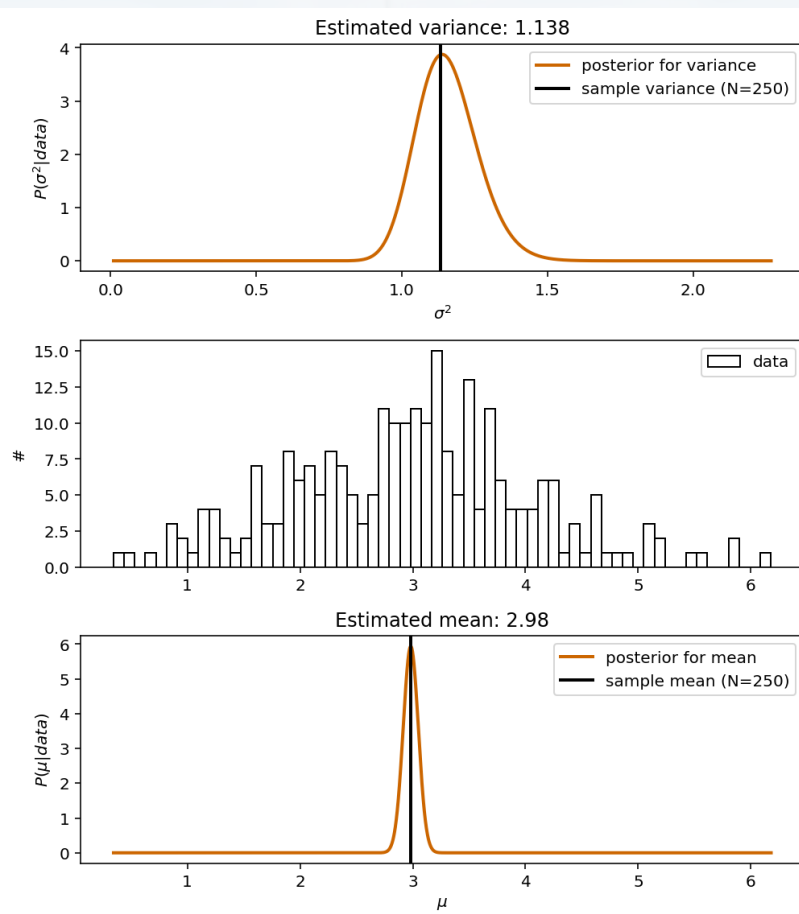 Estimated variance: 1.138
4
3
2
1
0
P(σ²|data)
posterior for variance
sample variance (N=250)
0.0 0.5 1.0 1.5 2.0
σ²
15.0
12.5
10.0
7.5
5.0
2.5
0.0
#
data
1 2 3 4 5 6
Estimated mean: 2.98
6
5
4
3
2
1
0
P(μ|data)
posterior for mean
sample mean (N=250)
1 2 3 4 5 6
μ